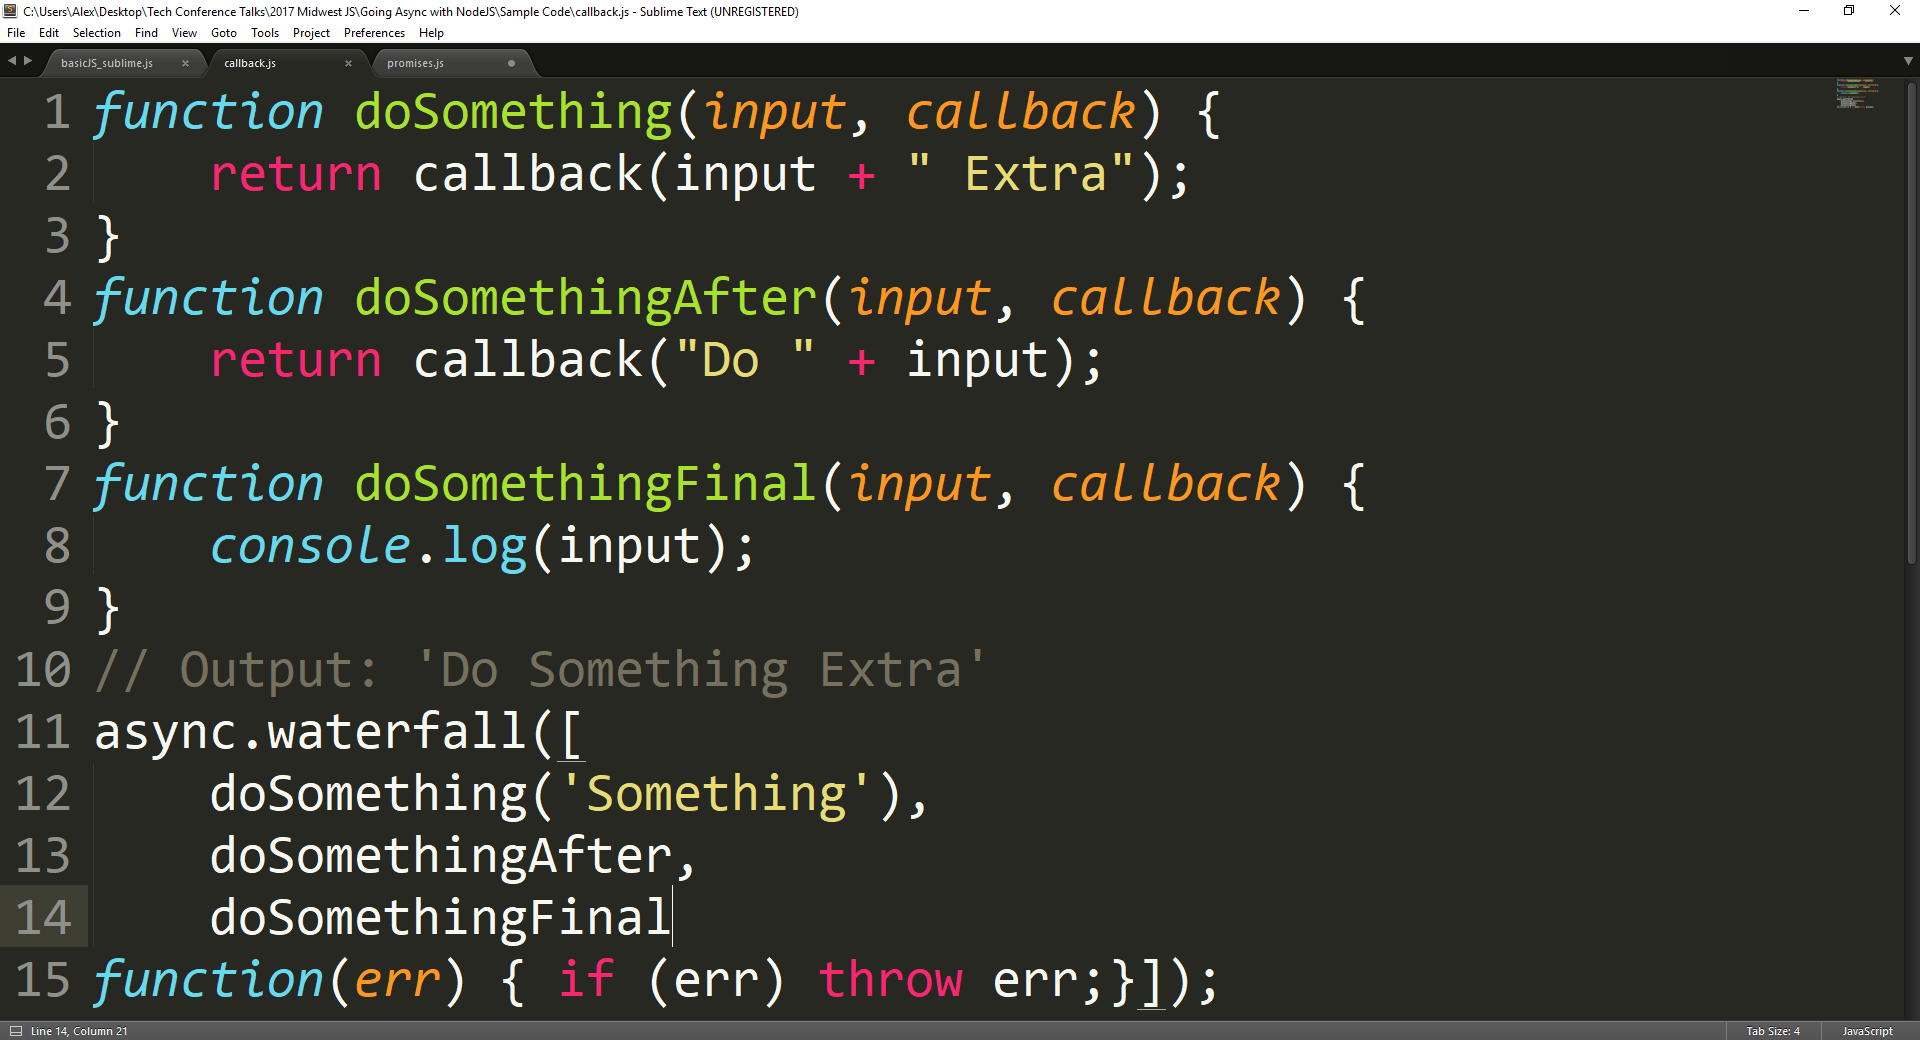 C:\Users\Alex\Desktop\Tech Conference Talks\2017 Midwest JS\Going Async with NodeJS\Sample Code\callback.js - Sublime Text (UNREGISTERED)
File Edit Selection Find View Goto Tools Project Preferences Help
basicJS_sublime.js callback.js promises.js
1 function doSomething(input, callback) {
2     return callback(input + " Extra");
3 }
4 function doSomethingAfter(input, callback) {
5     return callback("Do " + input);
6 }
7 function doSomethingFinal(input, callback) {
8     console.log(input);
9 }
10 // Output: 'Do Something Extra'
11 async.waterfall([
12     doSomething('Something'),
13     doSomethingAfter,
14     doSomethingFinal
15 function(err) { if (err) throw err;}]);
Line 14, Column 21 Tab Size: 4 JavaScript